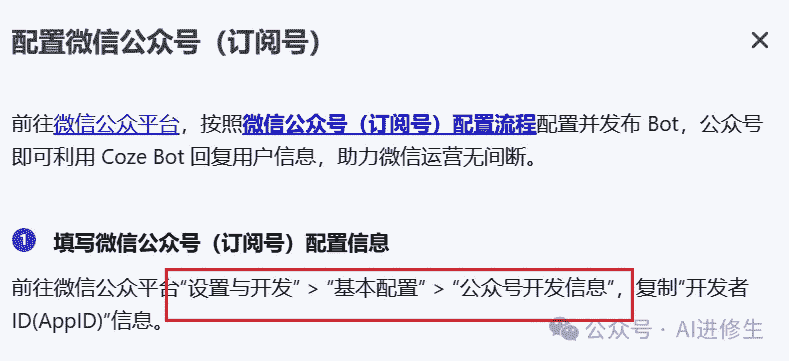 配置微信公众号（订阅号）
前往微信公众平台，按照微信公众号（订阅号）配置流程配置并发布 Bot，公众号
即可利用 Coze Bot 回复用户信息，助力微信运营无间断。
1 填写微信公众号（订阅号）配置信息
前往微信公众平台“设置与开发” > “基本配置” > “公众号开发信息”，复制“开发者
ID(AppID)”信息。
公众号 · AI进修生